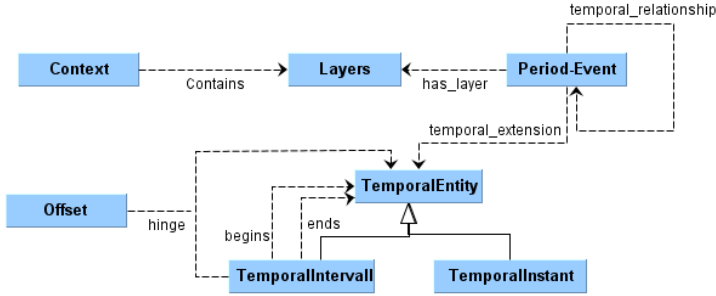 temporal_relationship
Context
Layers
Period-Event
Contains
has_layer
temporal_extension
TemporalEntity
Offset
hinge
begins
ends
TemporalIntervall
TemporalInstant